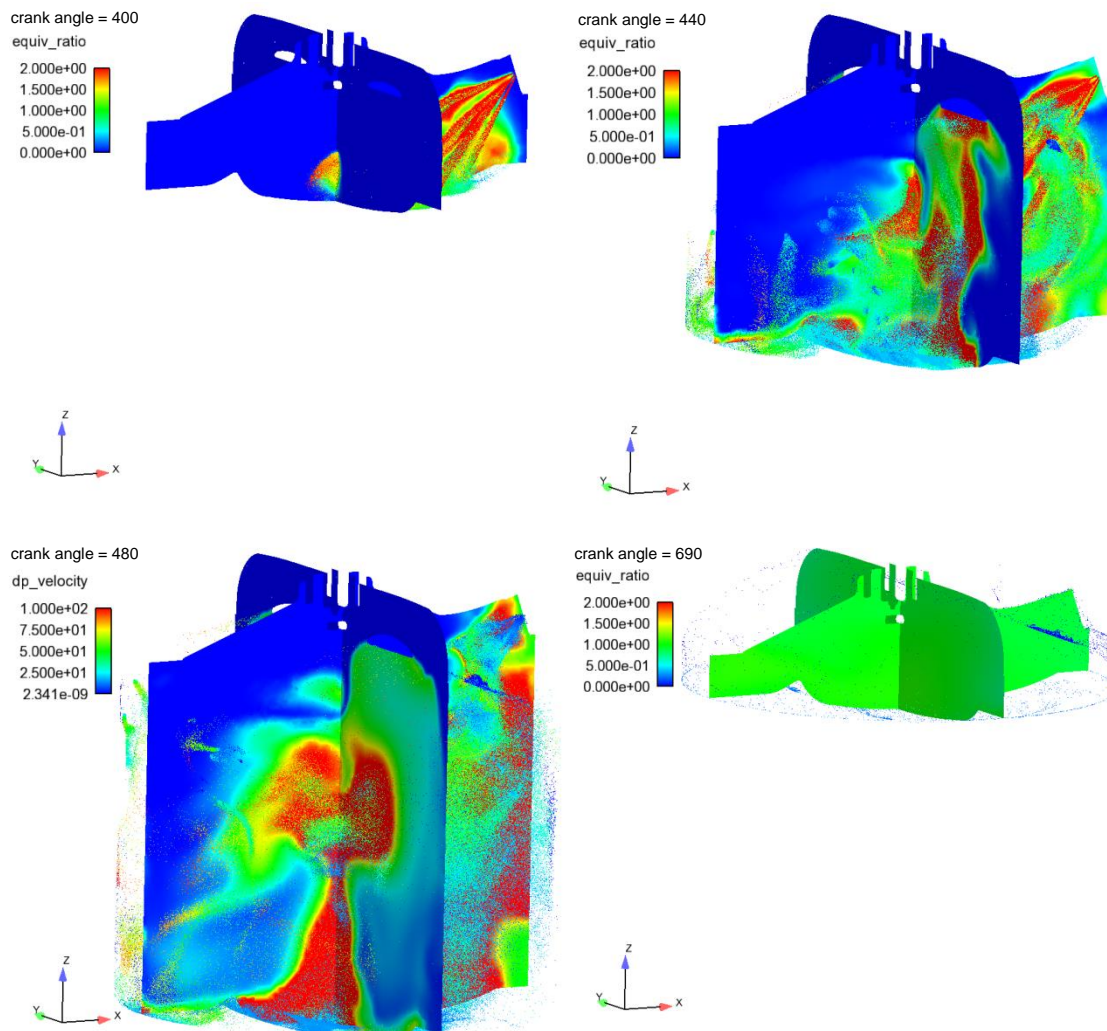 crank angle = 400
equiv_ratio
2.000e+00
1.500e+00
1.000e+00
5.000e-01
0.000e+00
Z
Y
X
crank angle = 440
equiv_ratio
2.000e+00
1.500e+00
1.000e+00
5.000e-01
0.000e+00
Z
Y
X
crank angle = 480
dp_velocity
1.000e+02
7.500e+01
5.000e+01
2.500e+01
2.341e-09
Z
Y
X
crank angle = 690
equiv_ratio
2.000e+00
1.500e+00
1.000e+00
5.000e-01
0.000e+00
Z
Y
X